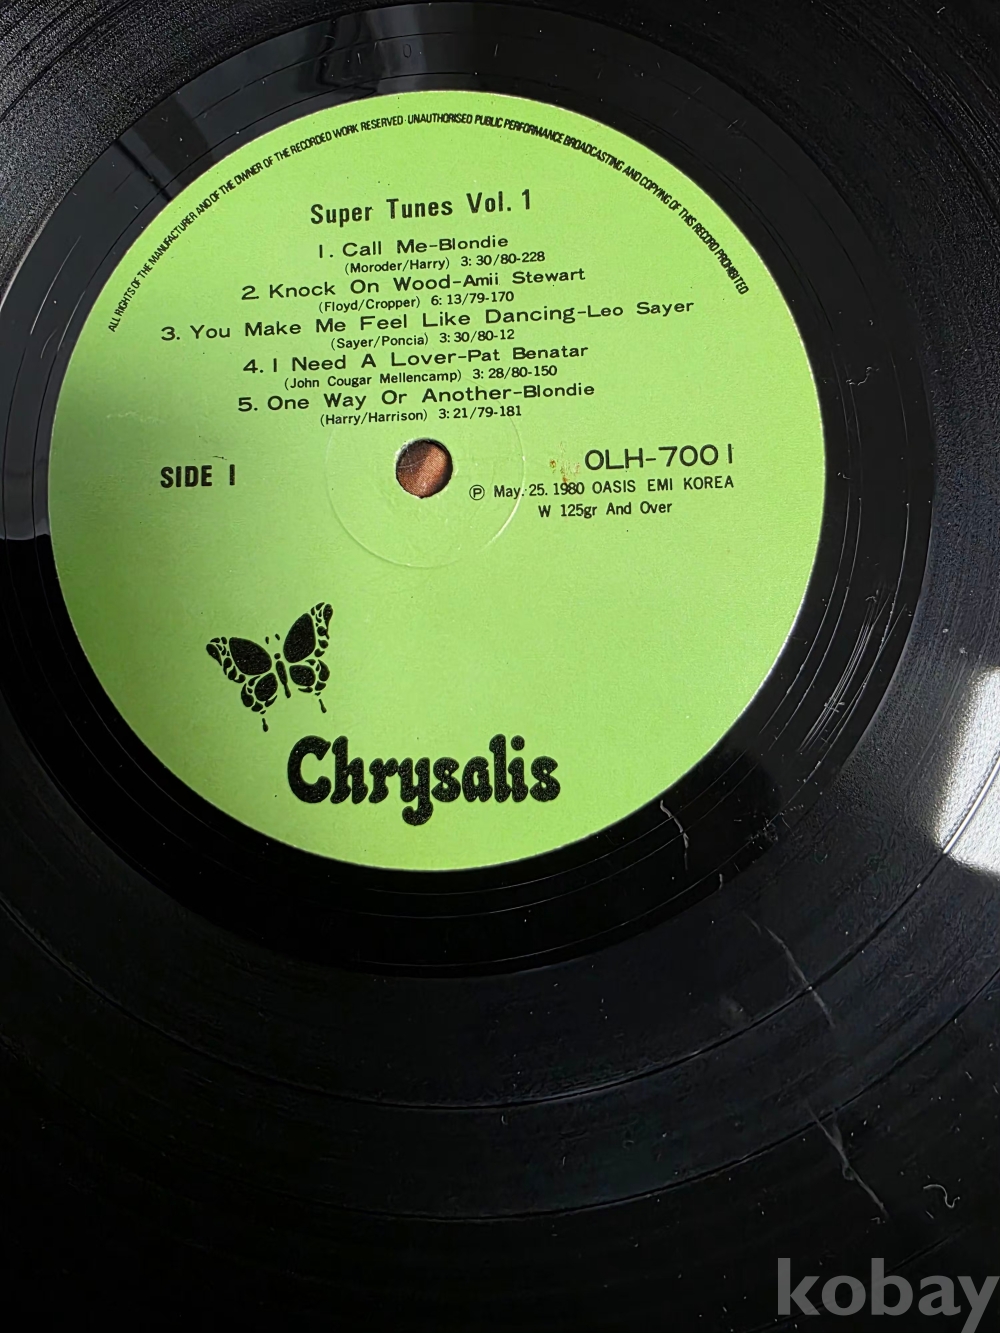 ALL RIGHTS OF THE MANUFACTURER AND OF THE OWNER OF THE RECORDED WORK RESERVED · UNAUTHORISED PUBLIC PERFORMANCE BROADCASTING AND COPYING OF THIS RECORD PROHIBITED
Super Tunes Vol. 1
1. Call Me-Blondie
(Moroder/Harry) 3:30/80-228
2. Knock On Wood-Amii Stewart
(Floyd/Cropper) 6:13/79-170
3. You Make Me Feel Like Dancing-Leo Sayer
(Sayer/Poncia) 3:30/80-12
4. I Need A Lover-Pat Benatar
(John Cougar Mellencamp) 3:28/80-150
5. One Way Or Another-Blondie
(Harry/Harrison) 3:21/79-181
SIDE 1
OLH-7001
℗ May. 25. 1980 OASIS EMI KOREA
W 125gr And Over
Chrysalis
kobay